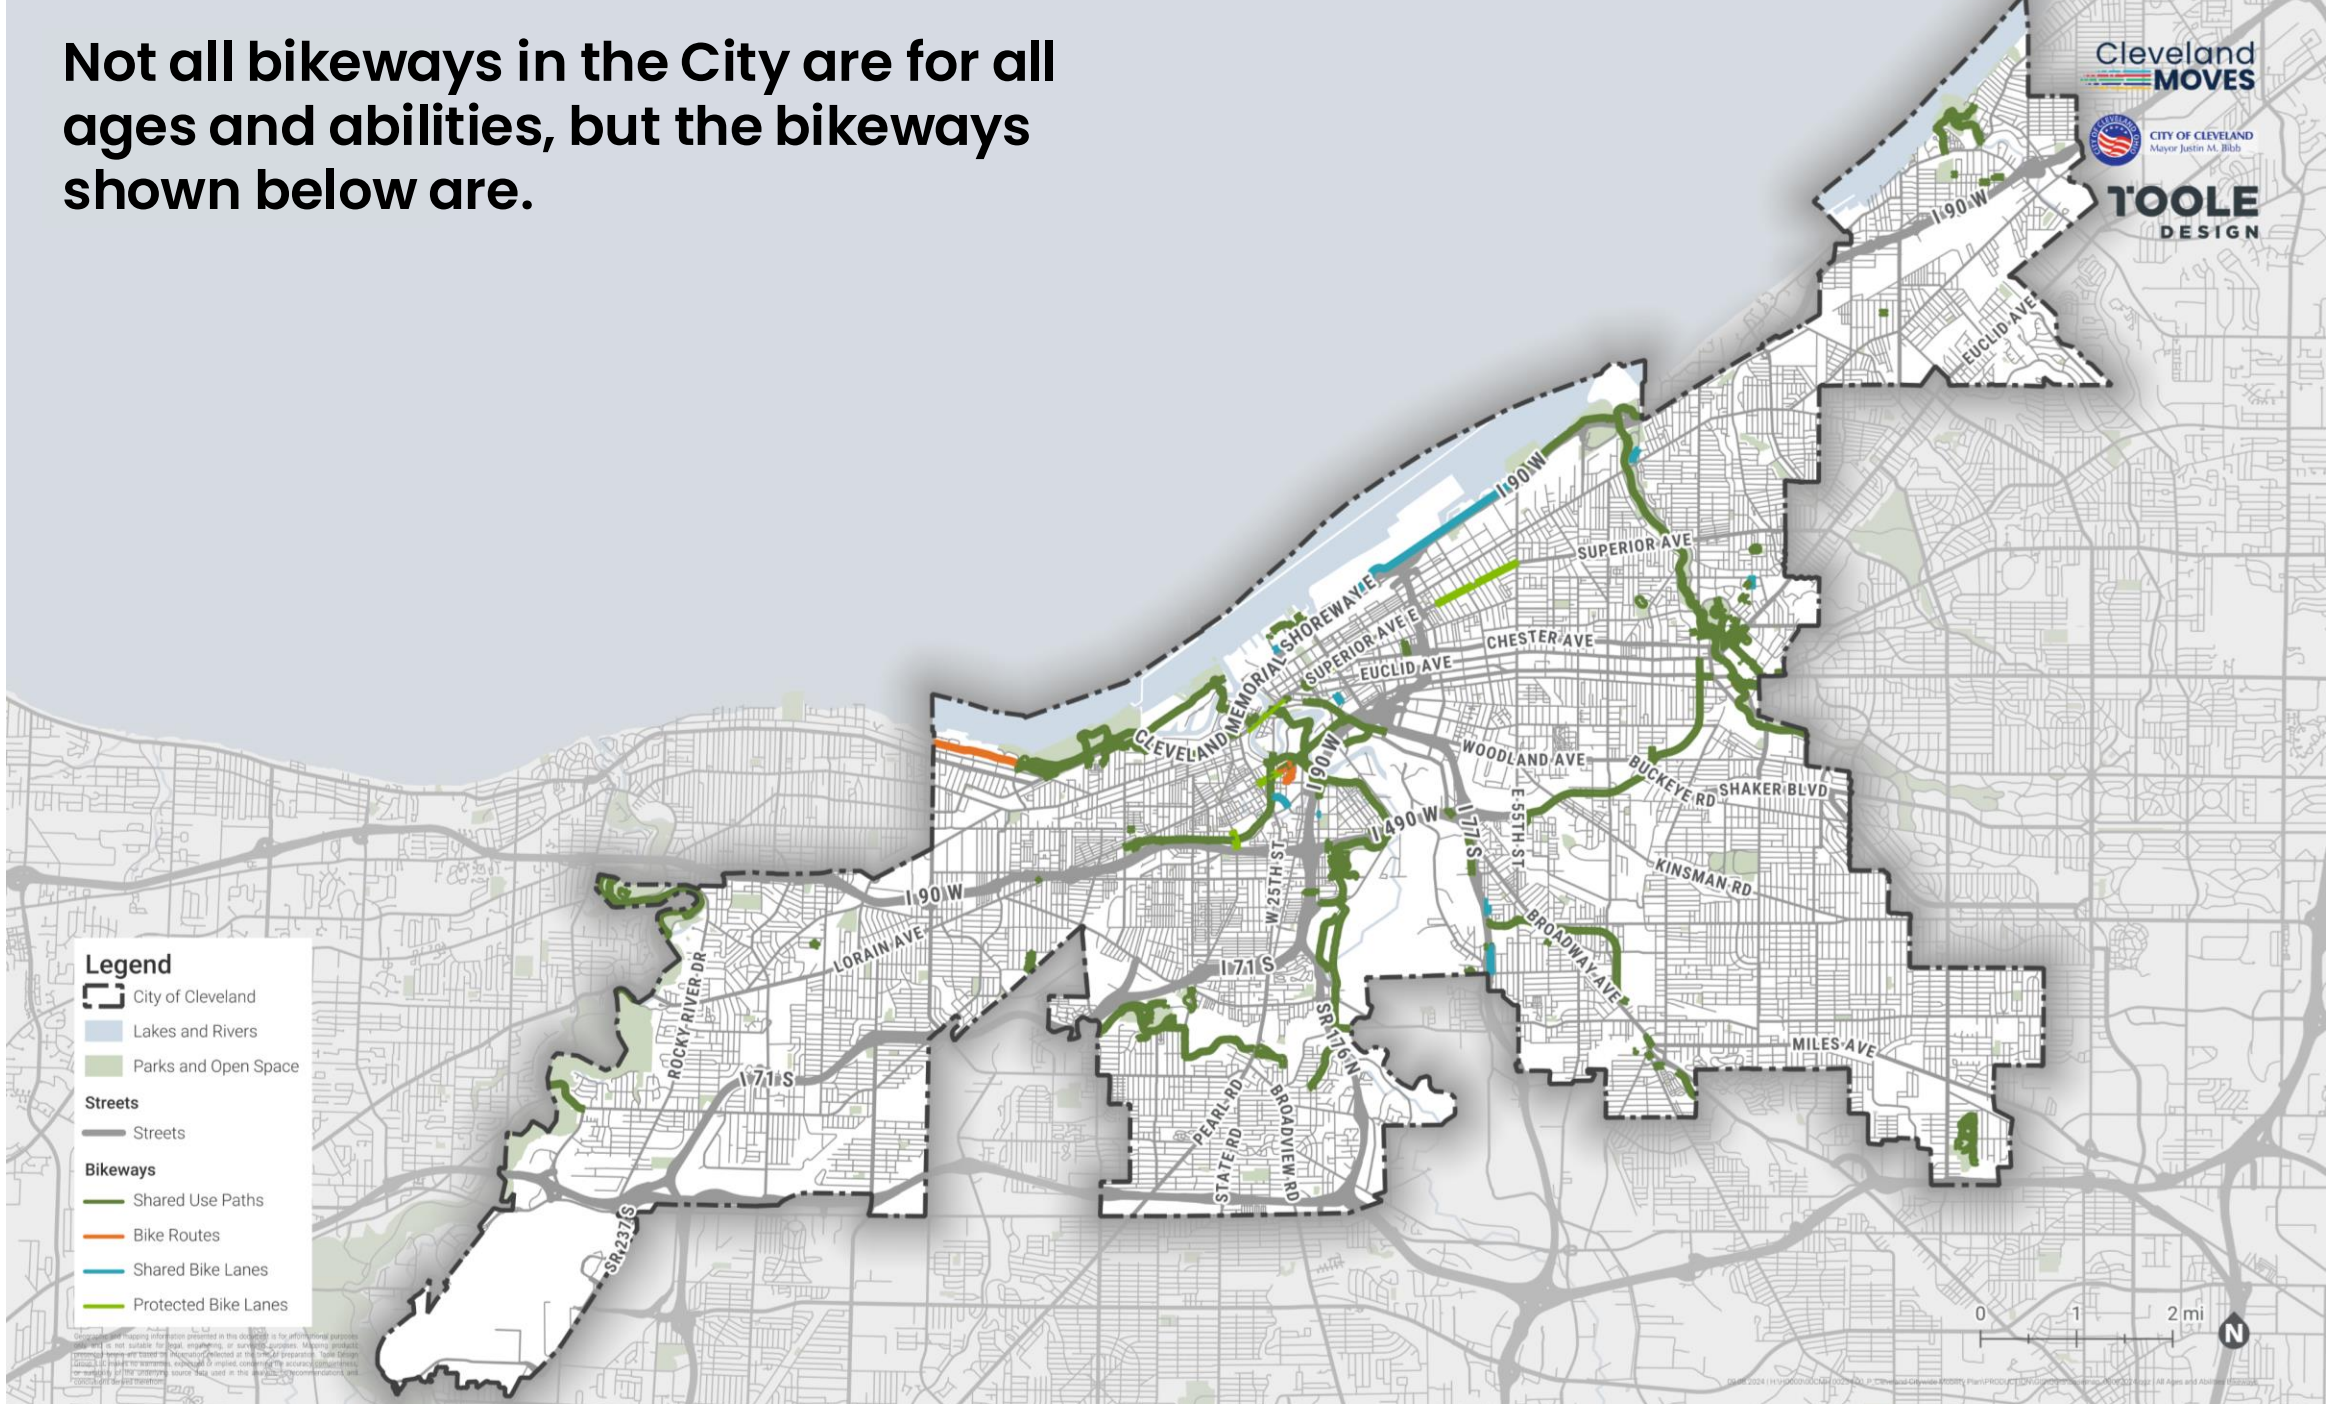 Not all bikeways in the City are for all
ages and abilities, but the bikeways
shown below are.
Cleveland
MOVES
CITY OF CLEVELAND
Mayor Justin M. Bibb
TOOLE
DESIGN
I 90 W
EUCLID AVE
I 90 W
SUPERIOR AVE
CLEVELAND MEMORIAL SHOREWAY E
SUPERIOR AVE E
CHESTER AVE
EUCLID AVE
WOODLAND AVE
I 90 W
BUCKEYE RD
SHAKER BLVD
E 55TH ST
I 490 W
I 77 S
KINSMAN RD
W 25TH ST
I 90 W
BROADWAY AVE
LORAIN AVE
I 71 S
ROCKY RIVER DR
SR 176 N
MILES AVE
I 71 S
PEARL RD
STATE RD
BROADVIEW RD
SR 237 S
Legend
City of Cleveland
Lakes and Rivers
Parks and Open Space
Streets
Streets
Bikeways
Shared Use Paths
Bike Routes
Shared Bike Lanes
Protected Bike Lanes
0 1 2 mi
N